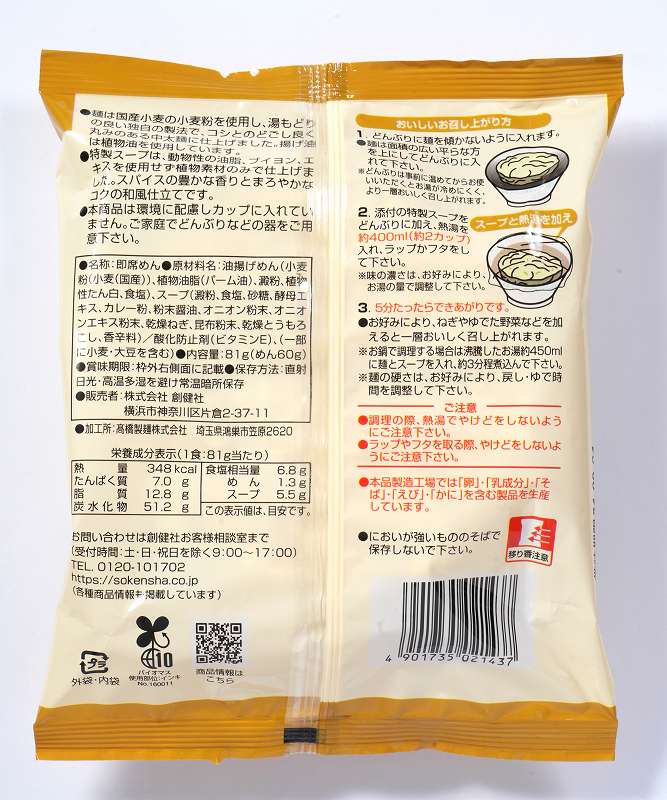 ●麺は国産小麦の小麦粉を使用し、湯もどり
の良い独自の製法で、コシとのどごし良く
丸みのある中太麺に仕上げました。揚げ油
は植物油を使用しています。
●特製スープは、動物性の油脂、ブイヨン、エ
キスを使用せず植物素材のみで仕上げま
した。スパイスの豊かな香りとまろやかな
コクの和風仕立てです。
●本商品は環境に配慮しカップに入れてい
ません。ご家庭でどんぶりなどの器をご用
意下さい。
●名称：即席めん●原材料名：油揚げめん（小麦
粉（小麦（国産））、植物油脂（パーム油）、澱粉、植物
性たん白、食塩）、スープ（澱粉、食塩、砂糖、酵母エ
キス、カレー粉、粉末醤油、オニオン粉末、オニオ
ンエキス粉末、乾燥ねぎ、昆布粉末、乾燥とうもろ
こし、香辛料）／酸化防止剤（ビタミンE）、（一部
に小麦・大豆を含む）●内容量：81g（めん60g）
●賞味期限：枠外右側面に記載●保存方法：直射
日光・高温多湿を避け常温暗所保存
●販売者：株式会社 創健社
横浜市神奈川区片倉2-37-11
●加工所：髙橋製麺株式会社 埼玉県鴻巣市笠原2620
栄養成分表示（1食：81g当たり）
熱量 348kcal 食塩相当量 6.8g
たんぱく質 7.0g めん 1.3g
脂質 12.8g スープ 5.5g
炭水化物 51.2g この表示値は、目安です。
お問い合わせは創健社お客様相談室まで
（受付時間：土・日・祝日を除く9:00〜17:00）
TEL. 0120-101702
https://sokensha.co.jp
（各種商品情報も掲載しています）
外袋・内袋
10
バイオマス
使用部位：インキ
No.160011
商品情報は
こちら
おいしいお召し上がり方
1. どんぶりに麺を傾かないように入れます。
●麺は面積の広い平らな方
を上にしてどんぶりに入
れて下さい。
※どんぶりは事前に温めてからお使
いいただくとお湯が冷めにくく、
より一層おいしく召し上がれます。
2. 添付の特製スープを
どんぶりに加え、熱湯を
約400ml（約2カップ）
入れ、ラップかフタをし
て下さい。
※味の濃さは、お好みにより、
お湯の量で調整して下さい。
スープと熱湯を加え
3. 5分たったらできあがりです。
●お好みにより、ねぎやゆでた野菜などを加
えると一層おいしく召し上がれます。
※お鍋で調理する場合は沸騰したお湯約450ml
に麺とスープを入れ、約3分程煮込んで下さい。
※麺の硬さは、お好みにより、戻し・ゆで時
間を調整して下さい。
ご注意
●調理の際、熱湯でやけどをしないよう
にご注意下さい。
●ラップやフタを取る際、やけどをしないよ
うにご注意下さい。
●本品製造工場では「卵」・「乳成分」・「そ
ば」・「えび」・「かに」を含む製品を生産
しています。
●においが強いもののそばで
保存しないで下さい。
移り香注意
4 901735 021437